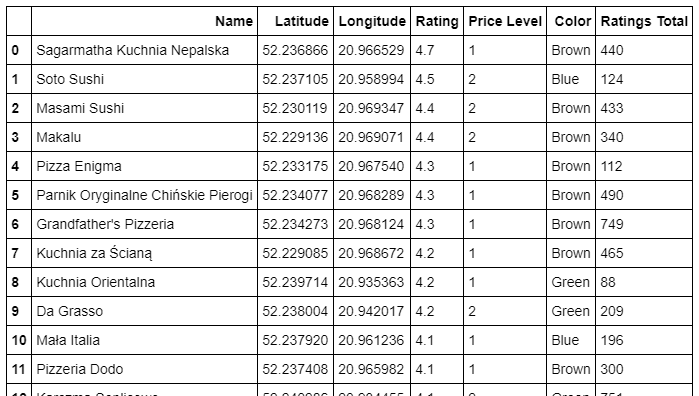 Name Latitude Longitude Rating Price Level Color Ratings Total
0 Sagarmatha Kuchnia Nepalska 52.236866 20.966529 4.7 1 Brown 440
1 Soto Sushi 52.237105 20.958994 4.5 2 Blue 124
2 Masami Sushi 52.230119 20.969347 4.4 2 Brown 433
3 Makalu 52.229136 20.969071 4.4 2 Brown 340
4 Pizza Enigma 52.233175 20.967540 4.3 1 Brown 112
5 Parnik Oryginalne Chińskie Pierogi 52.234077 20.968289 4.3 1 Brown 490
6 Grandfather's Pizzeria 52.234273 20.968124 4.3 1 Brown 749
7 Kuchnia za Ścianą 52.229085 20.968672 4.2 1 Brown 465
8 Kuchnia Orientalna 52.239714 20.935363 4.2 1 Green 88
9 Da Grasso 52.238004 20.942017 4.2 2 Green 209
10 Mała Italia 52.237920 20.961236 4.1 1 Blue 196
11 Pizzeria Dodo 52.237408 20.965982 4.1 1 Brown 300